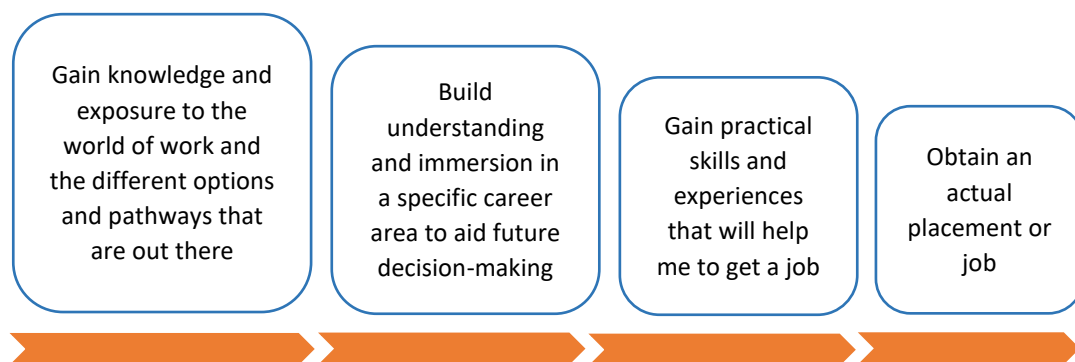 Gain knowledge and
exposure to the
world of work and
the different options
and pathways that
are out there
Build
understanding
and immersion in
a specific career
area to aid future
decision-making
Gain practical
skills and
experiences
that will help
me to get a job
Obtain an
actual
placement or
job